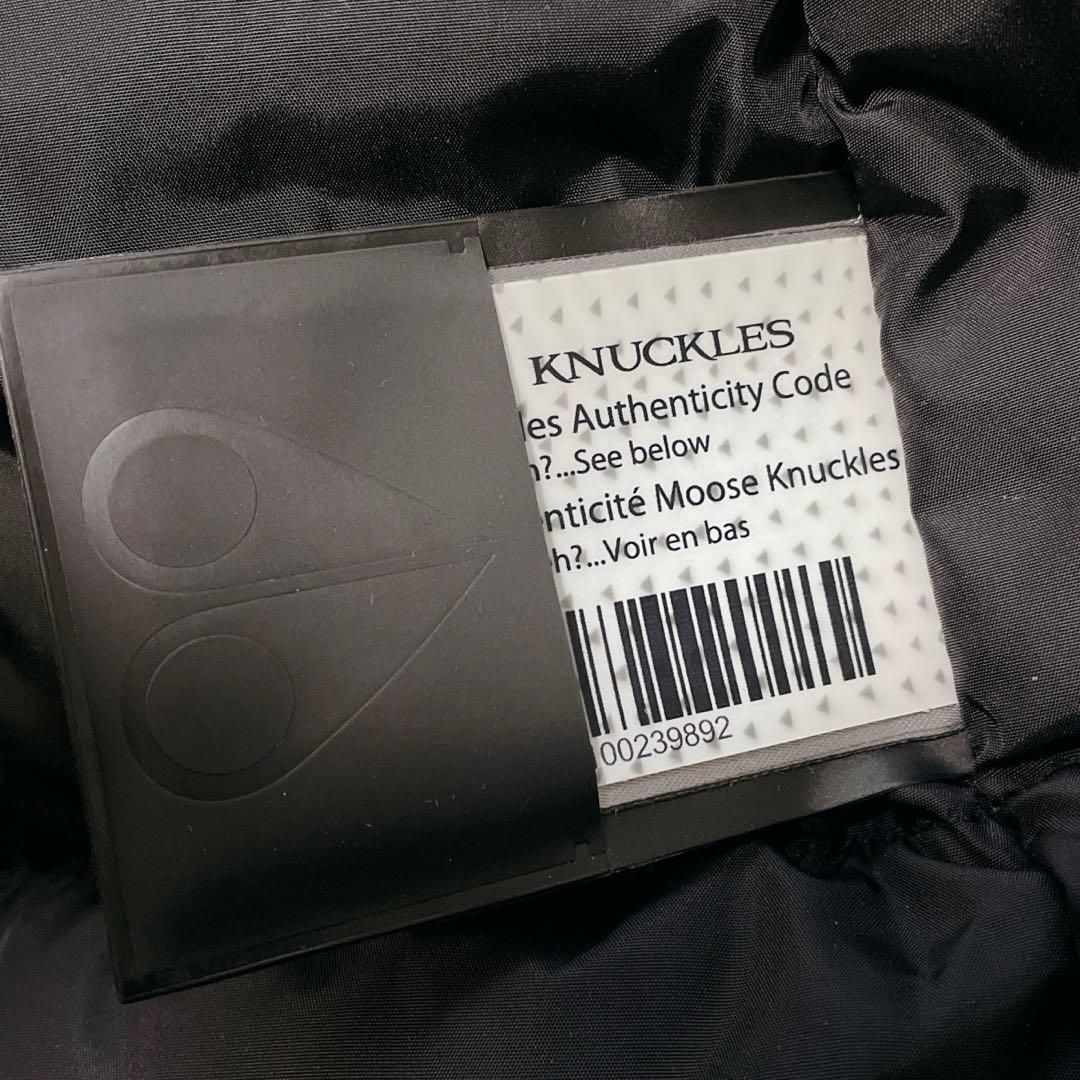 KNUCKLES
les Authenticity Code
h?...See below
nticité Moose Knuckles
h?...Voir en bas
00239892